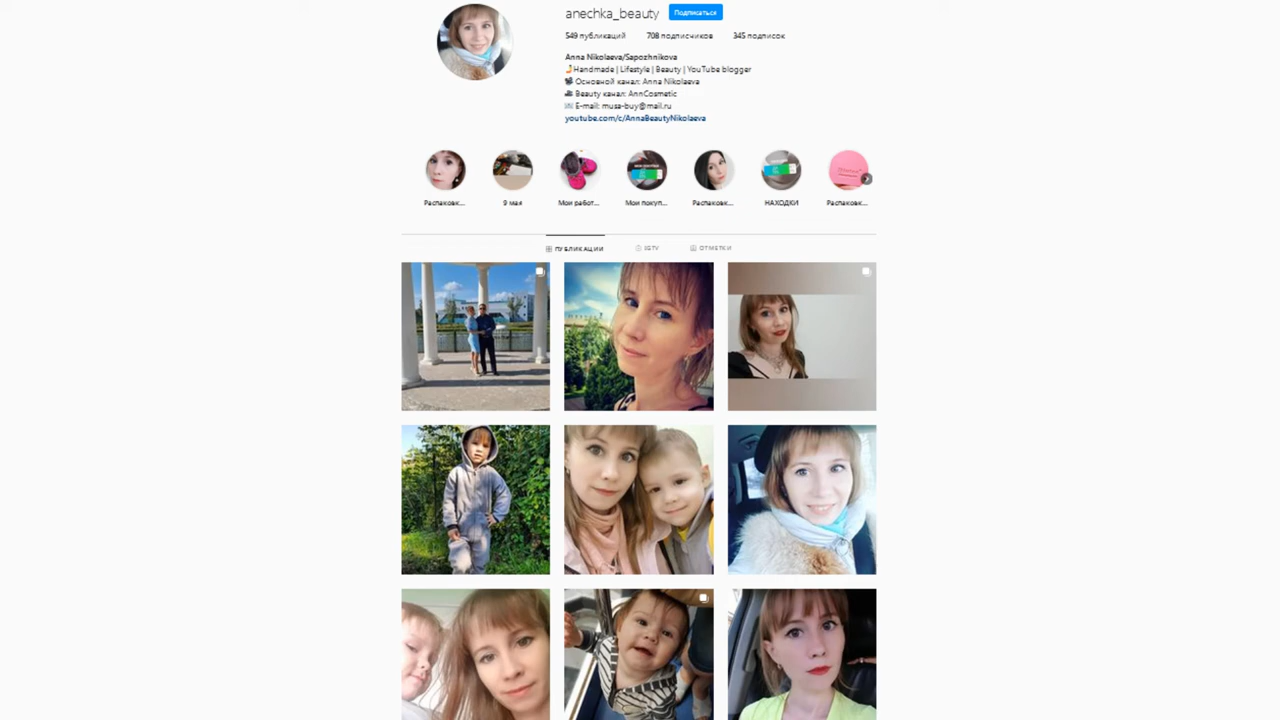 anechka_beauty Подписаться
549 публикаций 708 подписчиков 345 подписок
Anna Nikolaeva/Sapozhnikova
Handmade | Lifestyle | Beauty | YouTube blogger
Основной канал: Anna Nikolaeva
Beauty канал: AnnCosmetic
E-mail: musa-buy@mail.ru
youtube.com/c/AnnaBeautyNikolaeva
Распаковк... 9 мая Мои работ... Мои покуп... Распаковк... НАХОДКИ Распаковк...
ПУБЛИКАЦИИ IGTV ОТМЕТКИ